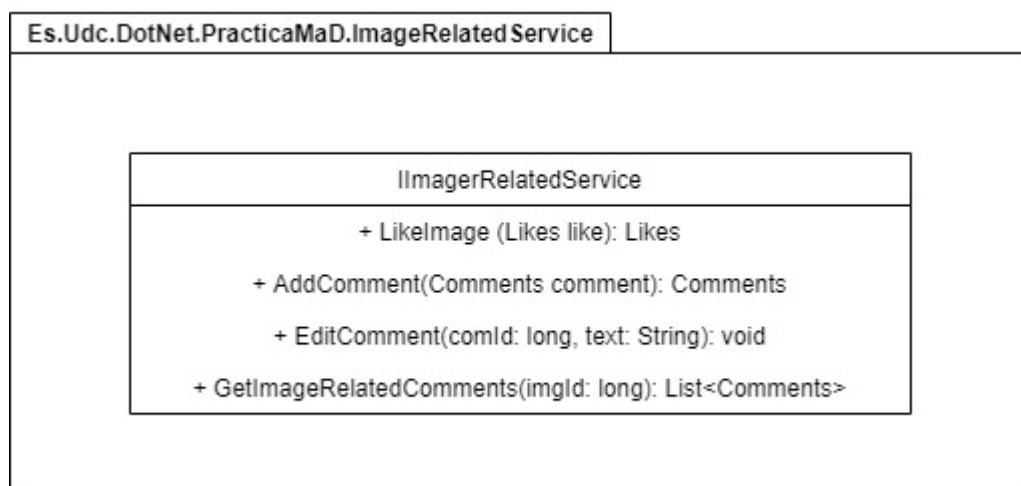 Es.Udc.DotNet.PracticaMaD.ImageRelatedService
IImagerRelatedService
+ LikeImage (Likes like): Likes
+ AddComment(Comments comment): Comments
+ EditComment(comId: long, text: String): void
+ GetImageRelatedComments(imgId: long): List<Comments>